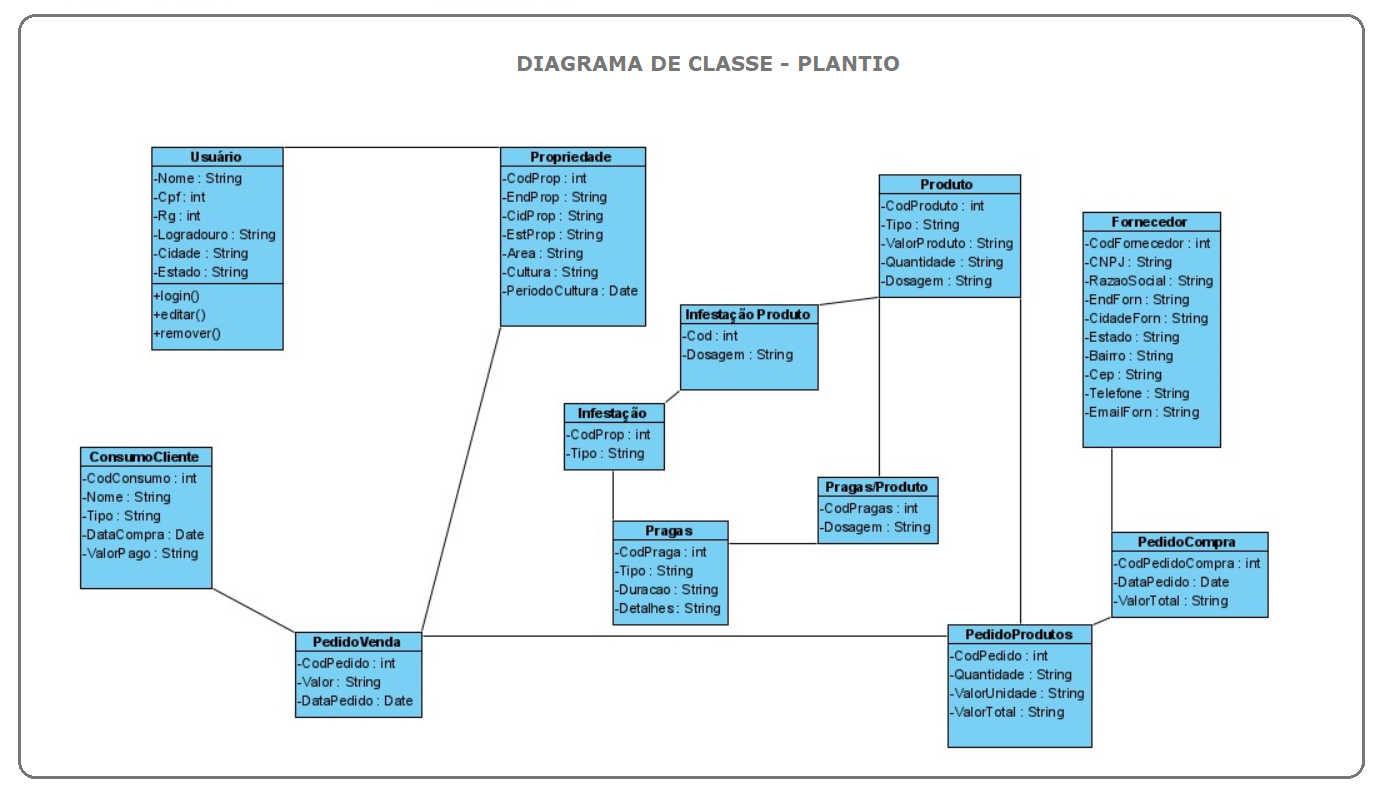 DIAGRAMA DE CLASSE - PLANTIO
Usuário
-Nome : String
-Cpf : int
-Rg : int
-Logradouro : String
-Cidade : String
-Estado : String
+login()
+editar()
+remover()
Propriedade
-CodProp : int
-EndProp : String
-CidProp : String
-EstProp : String
-Area : String
-Cultura : String
-PeriodoCultura : Date
Produto
-CodProduto : int
-Tipo : String
-ValorProduto : String
-Quantidade : String
-Dosagem : String
Fornecedor
-CodFornecedor : int
-CNPJ : String
-RazaoSocial : String
-EndForn : String
-CidadeForn : String
-Estado : String
-Bairro : String
-Cep : String
-Telefone : String
-EmailForn : String
Infestação Produto
-Cod : int
-Dosagem : String
Infestação
-CodProp : int
-Tipo : String
ConsumoCliente
-CodConsumo : int
-Nome : String
-Tipo : String
-DataCompra : Date
-ValorPago : String
Pragas/Produto
-CodPragas : int
-Dosagem : String
Pragas
-CodPraga : int
-Tipo : String
-Duracao : String
-Detalhes : String
PedidoCompra
-CodPedidoCompra : int
-DataPedido : Date
-ValorTotal : String
PedidoVenda
-CodPedido : int
-Valor : String
-DataPedido : Date
PedidoProdutos
-CodPedido : int
-Quantidade : String
-ValorUnidade : String
-ValorTotal : String